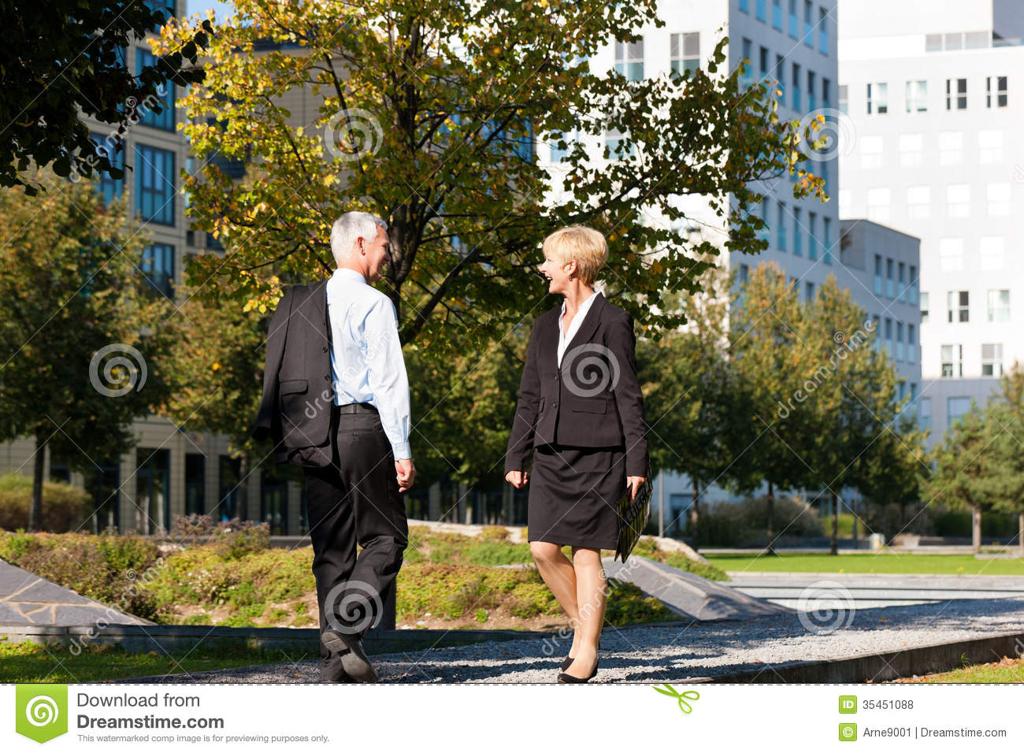 Download from
Dreamstime.com
This watermarked comp image is for previewing purposes only.
ID 35451088
© Arne9001 | Dreamstime.com